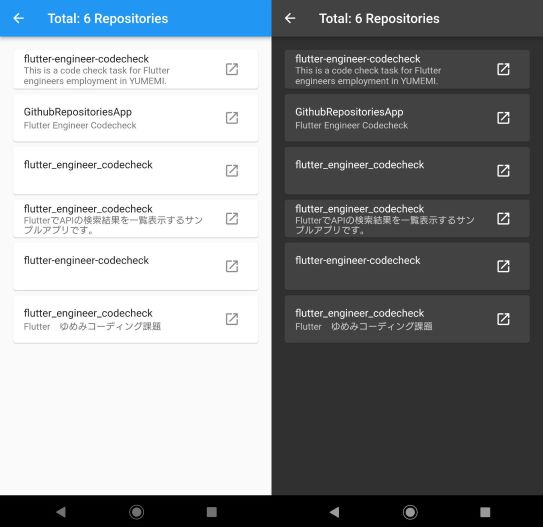 Total: 6 Repositories
flutter-engineer-codecheck
This is a code check task for Flutter
engineers employment in YUMEMI.
GithubRepositoriesApp
Flutter Engineer Codecheck
flutter_engineer_codecheck
flutter_engineer_codecheck
FlutterでAPIの検索結果を一覧表示するサン
プルアプリです。
flutter-engineer-codecheck
flutter_engineer_codecheck
Flutter　ゆめみコーディング課題
Total: 6 Repositories
flutter-engineer-codecheck
This is a code check task for Flutter
engineers employment in YUMEMI.
GithubRepositoriesApp
Flutter Engineer Codecheck
flutter_engineer_codecheck
flutter_engineer_codecheck
FlutterでAPIの検索結果を一覧表示するサン
プルアプリです。
flutter-engineer-codecheck
flutter_engineer_codecheck
Flutter　ゆめみコーディング課題